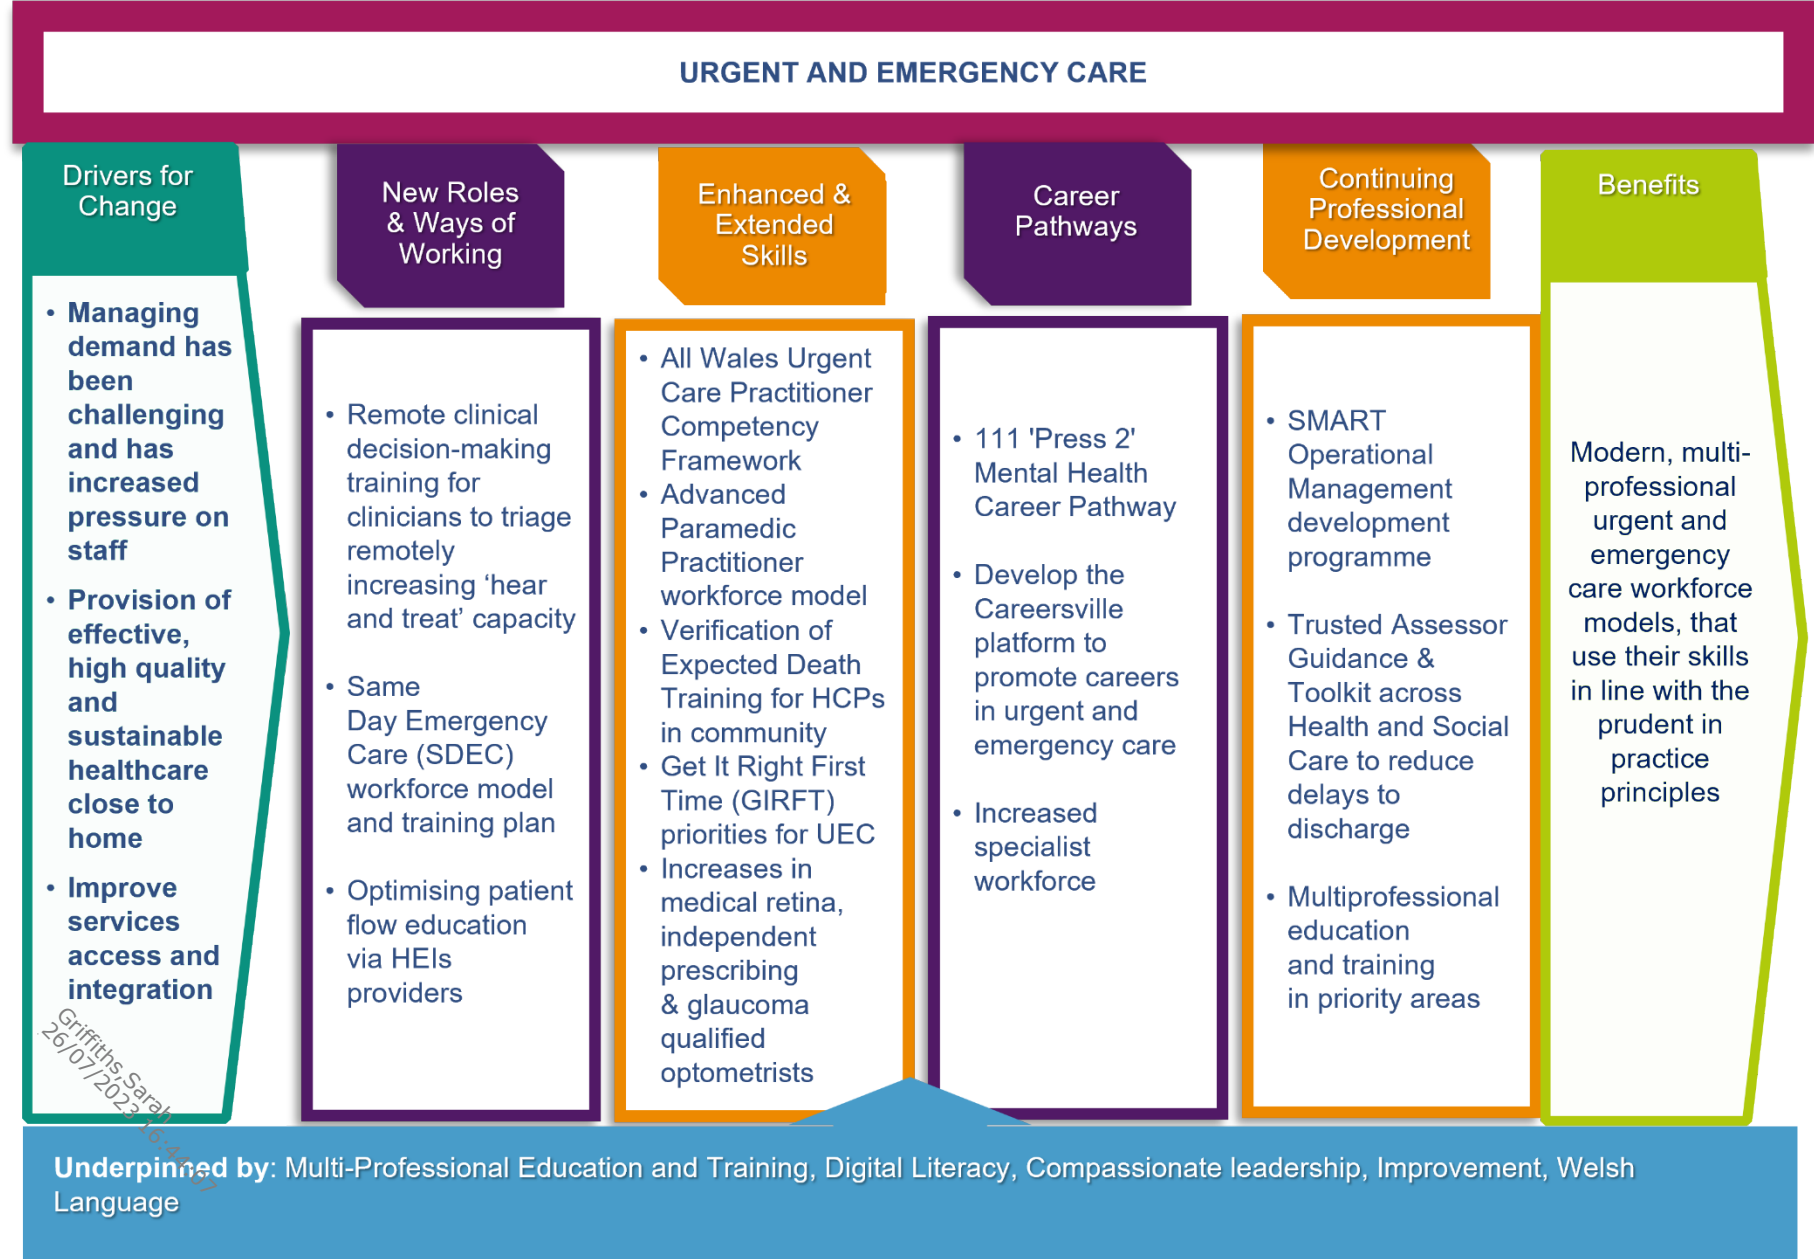 URGENT AND EMERGENCY CARE
Drivers for
Change
• Managing
demand has
been
challenging
and has
increased
pressure on
staff
• Provision of
effective,
high quality
and
sustainable
healthcare
close to
home
• Improve
services
access and
integration
New Roles
& Ways of
Working
• Remote clinical
decision-making
training for
clinicians to triage
remotely
increasing ‘hear
and treat’ capacity
• Same
Day Emergency
Care (SDEC)
workforce model
and training plan
• Optimising patient
flow education
via HEIs
providers
Enhanced &
Extended
Skills
• All Wales Urgent
Care Practitioner
Competency
Framework
• Advanced
Paramedic
Practitioner
workforce model
• Verification of
Expected Death
Training for HCPs
in community
• Get It Right First
Time (GIRFT)
priorities for UEC
• Increases in
medical retina,
independent
prescribing
& glaucoma
qualified
optometrists
Career
Pathways
• 111 'Press 2'
Mental Health
Career Pathway
• Develop the
Careersville
platform to
promote careers
in urgent and
emergency care
• Increased
specialist
workforce
Continuing
Professional
Development
• SMART
Operational
Management
development
programme
• Trusted Assessor
Guidance &
Toolkit across
Health and Social
Care to reduce
delays to
discharge
• Multiprofessional
education
and training
in priority areas
Benefits
Modern, multi-
professional
urgent and
emergency
care workforce
models, that
use their skills
in line with the
prudent in
practice
principles
Griffiths,Sarah
26/07/2023 16:44:07
Underpinned by: Multi-Professional Education and Training, Digital Literacy, Compassionate leadership, Improvement, Welsh
Language